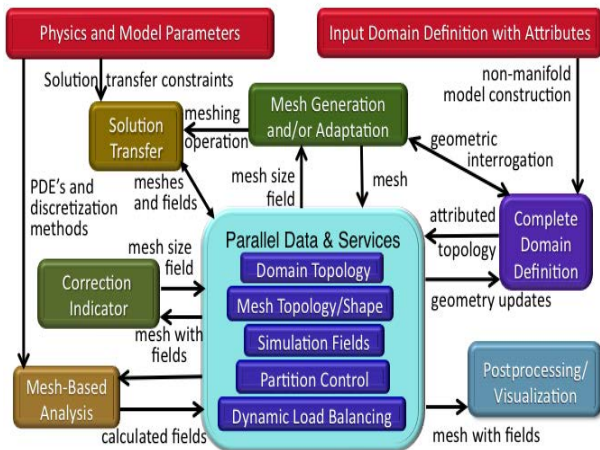 Physics and Model Parameters
Input Domain Definition with Attributes
Solution transfer constraints
non-manifold
model construction
Solution
Transfer
meshing
operation
Mesh Generation
and/or Adaptation
geometric
interrogation
PDE's and
discretization
methods
meshes
and fields
mesh size
field
mesh
Parallel Data & Services
Domain Topology
Mesh Topology/Shape
Simulation Fields
Partition Control
Dynamic Load Balancing
attributed
topology
Complete
Domain
Definition
geometry updates
mesh size
field
Correction
Indicator
mesh with
fields
Mesh-Based
Analysis
calculated fields
Postprocessing/
Visualization
mesh with fields